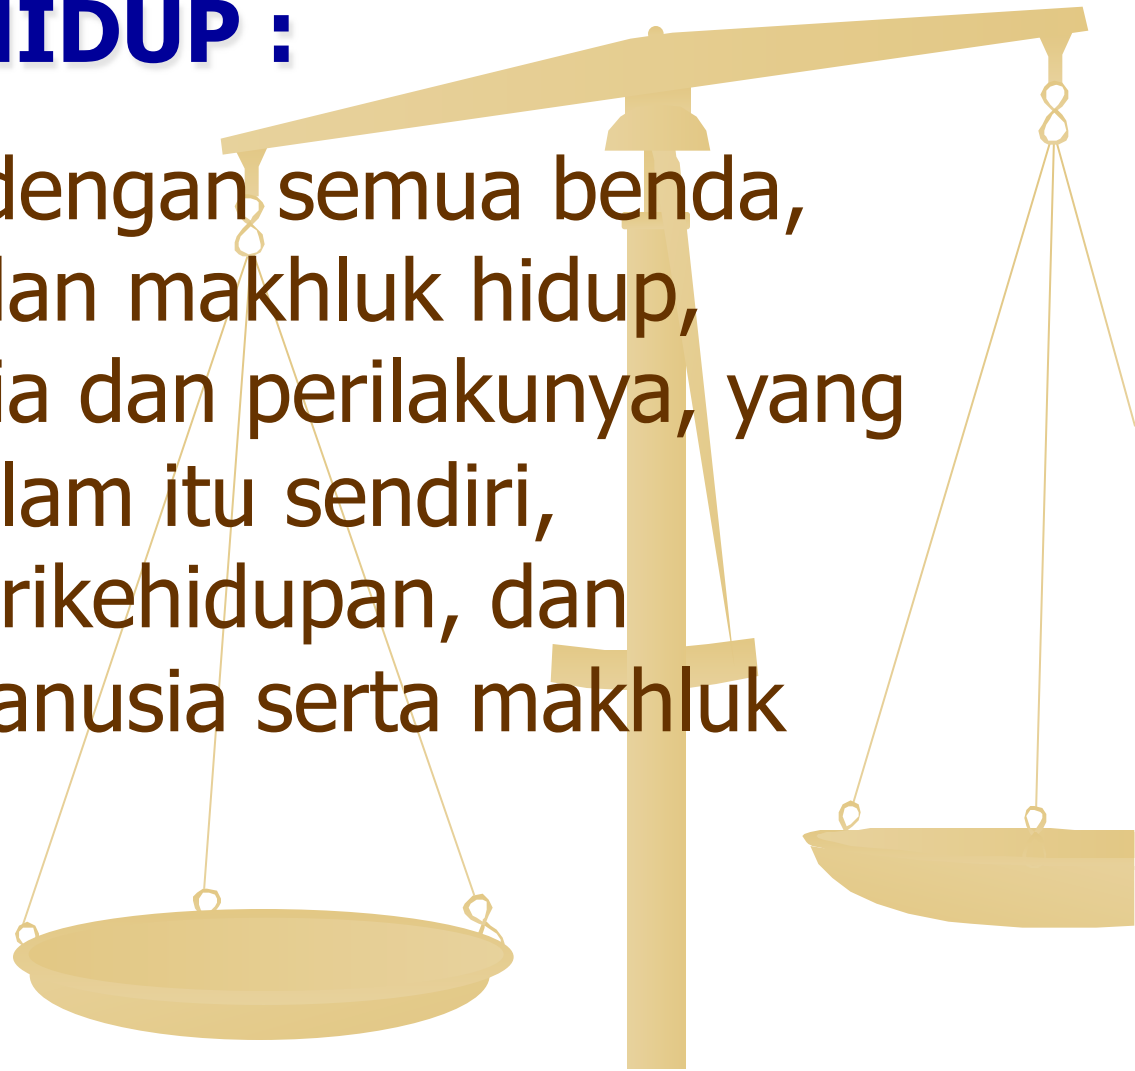 HIDUP :
dengan semua benda,
dan makhluk hidup,
ia dan perilakunya, yang
lam itu sendiri,
rikehidupan, dan
anusia serta makhluk